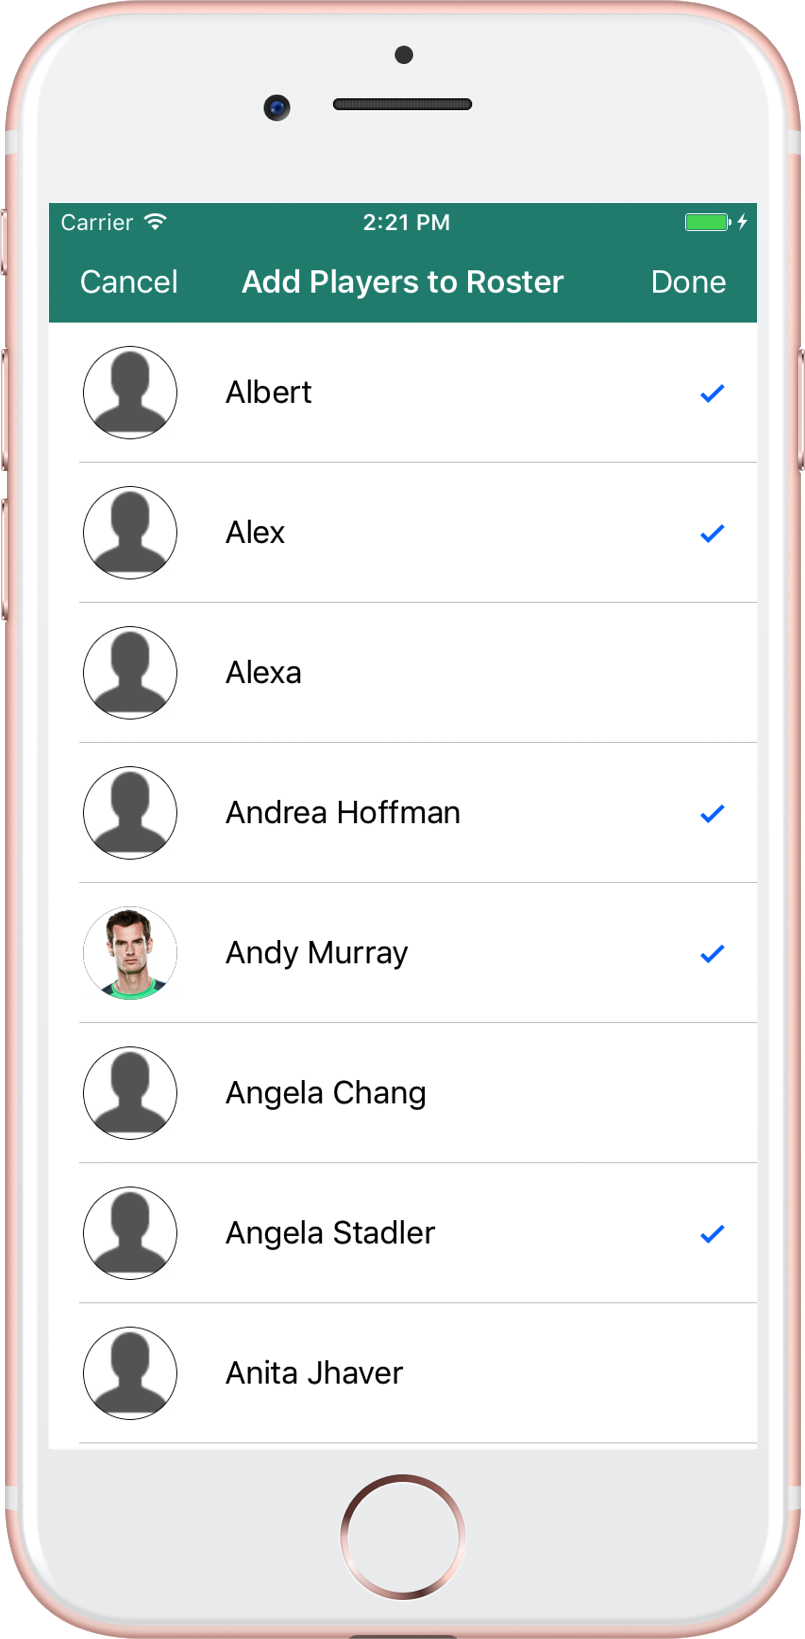 Carrier 2:21 PM
Cancel Add Players to Roster Done
Albert
Alex
Alexa
Andrea Hoffman
Andy Murray
Angela Chang
Angela Stadler
Anita Jhaver